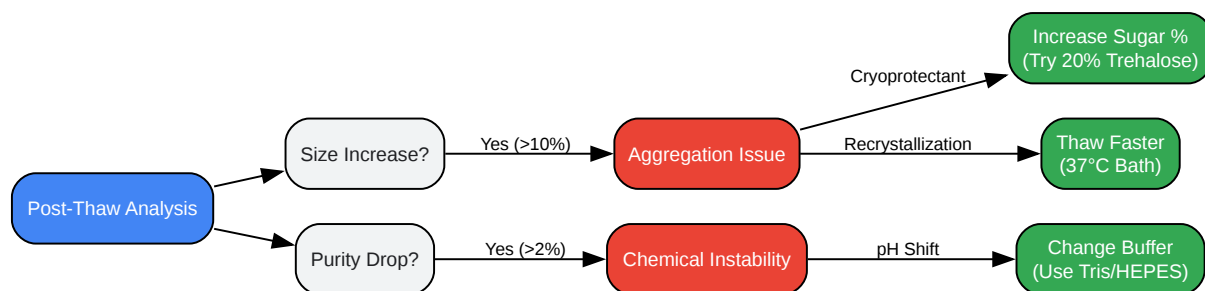 Post-Thaw Analysis
Size Increase?
Yes (>10%)
Aggregation Issue
Cryoprotectant
Increase Sugar %
(Try 20% Trehalose)
Recrystallization
Thaw Faster
(37°C Bath)
Purity Drop?
Yes (>2%)
Chemical Instability
pH Shift
Change Buffer
(Use Tris/HEPES)